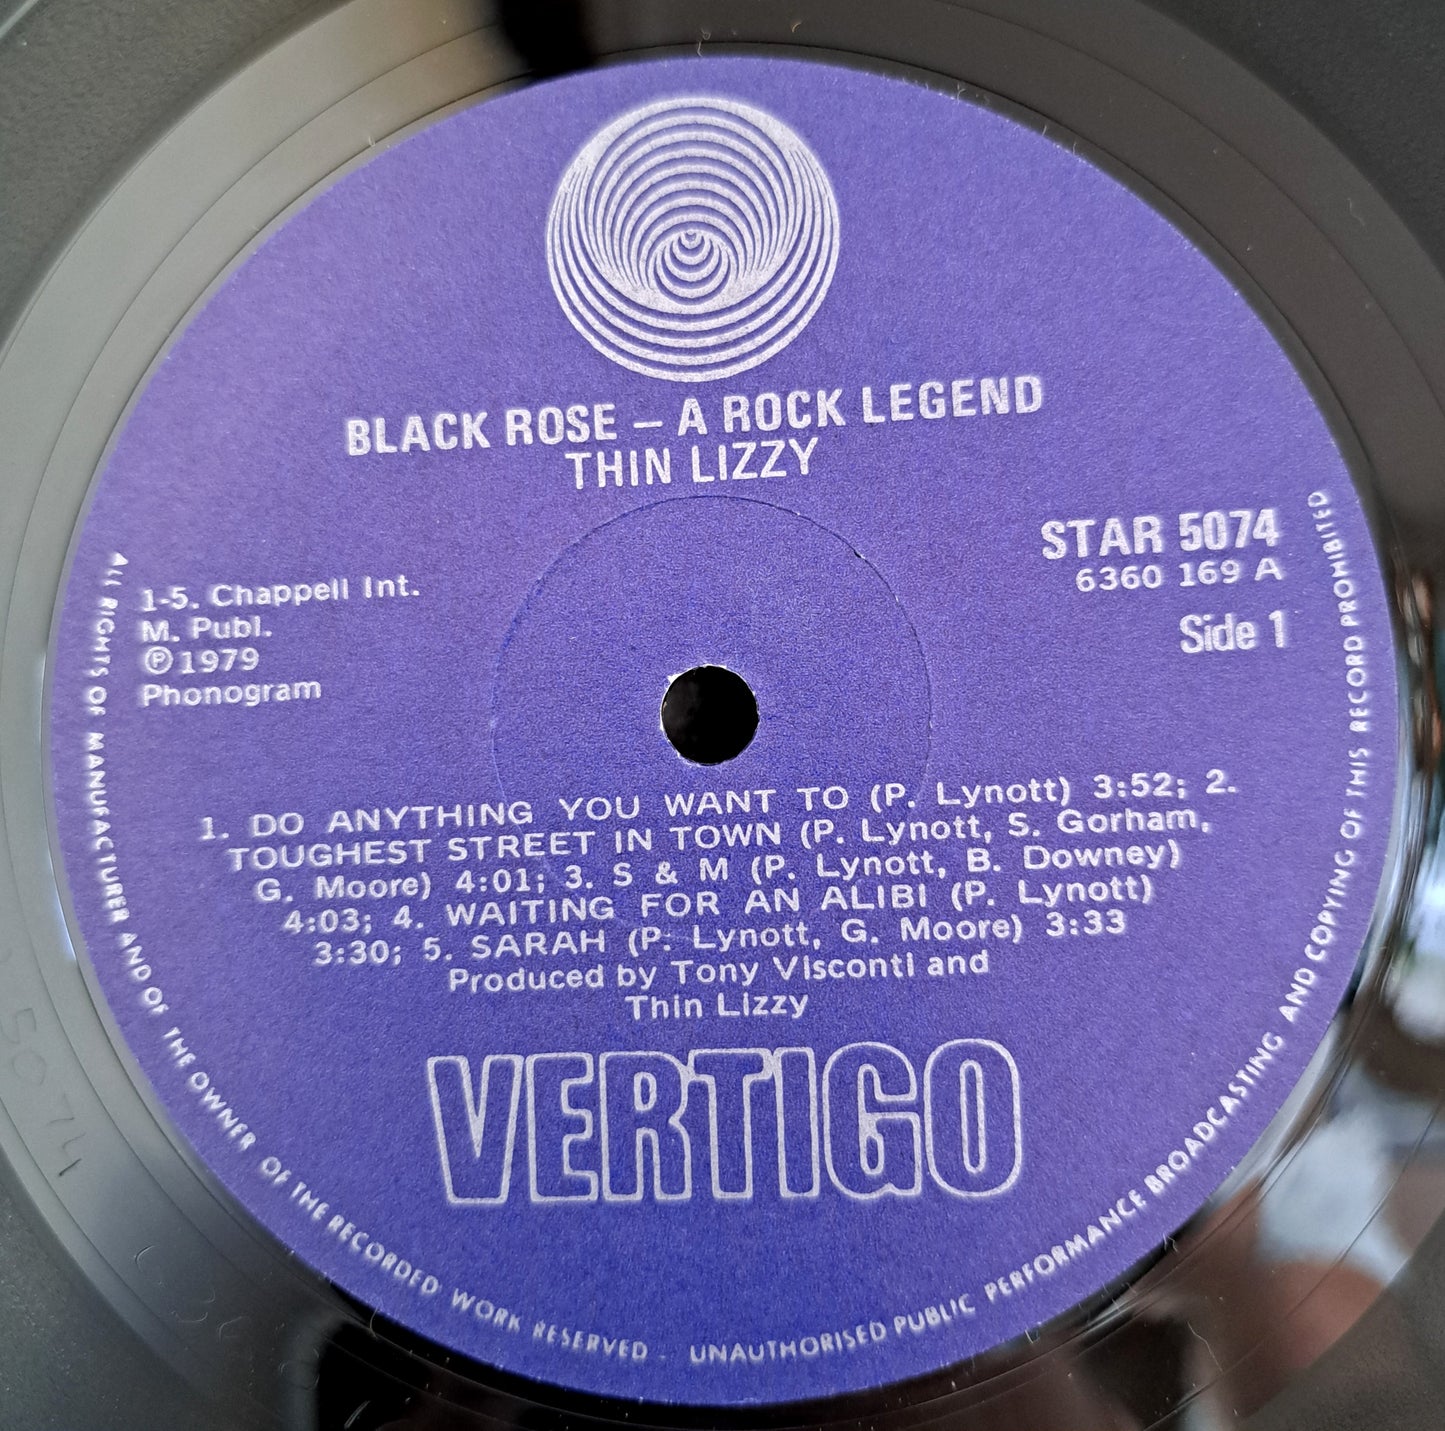 BLACK ROSE – A ROCK LEGEND
THIN LIZZY
STAR 5074
6360 169 A
Side 1
1-5. Chappell Int.
M. Publ.
℗ 1979
Phonogram
1. DO ANYTHING YOU WANT TO (P. Lynott) 3:52; 2.
TOUGHEST STREET IN TOWN (P. Lynott, S. Gorham,
G. Moore) 4:01; 3. S & M (P. Lynott, B. Downey)
4:03; 4. WAITING FOR AN ALIBI (P. Lynott)
3:30; 5. SARAH (P. Lynott, G. Moore) 3:33
Produced by Tony Visconti and
Thin Lizzy
VERTIGO
ALL RIGHTS OF MANUFACTURER AND OF THE OWNER OF THE RECORDED WORK RESERVED - UNAUTHORISED PUBLIC PERFORMANCE BROADCASTING AND COPYING OF THIS RECORD PROHIBITED
5074